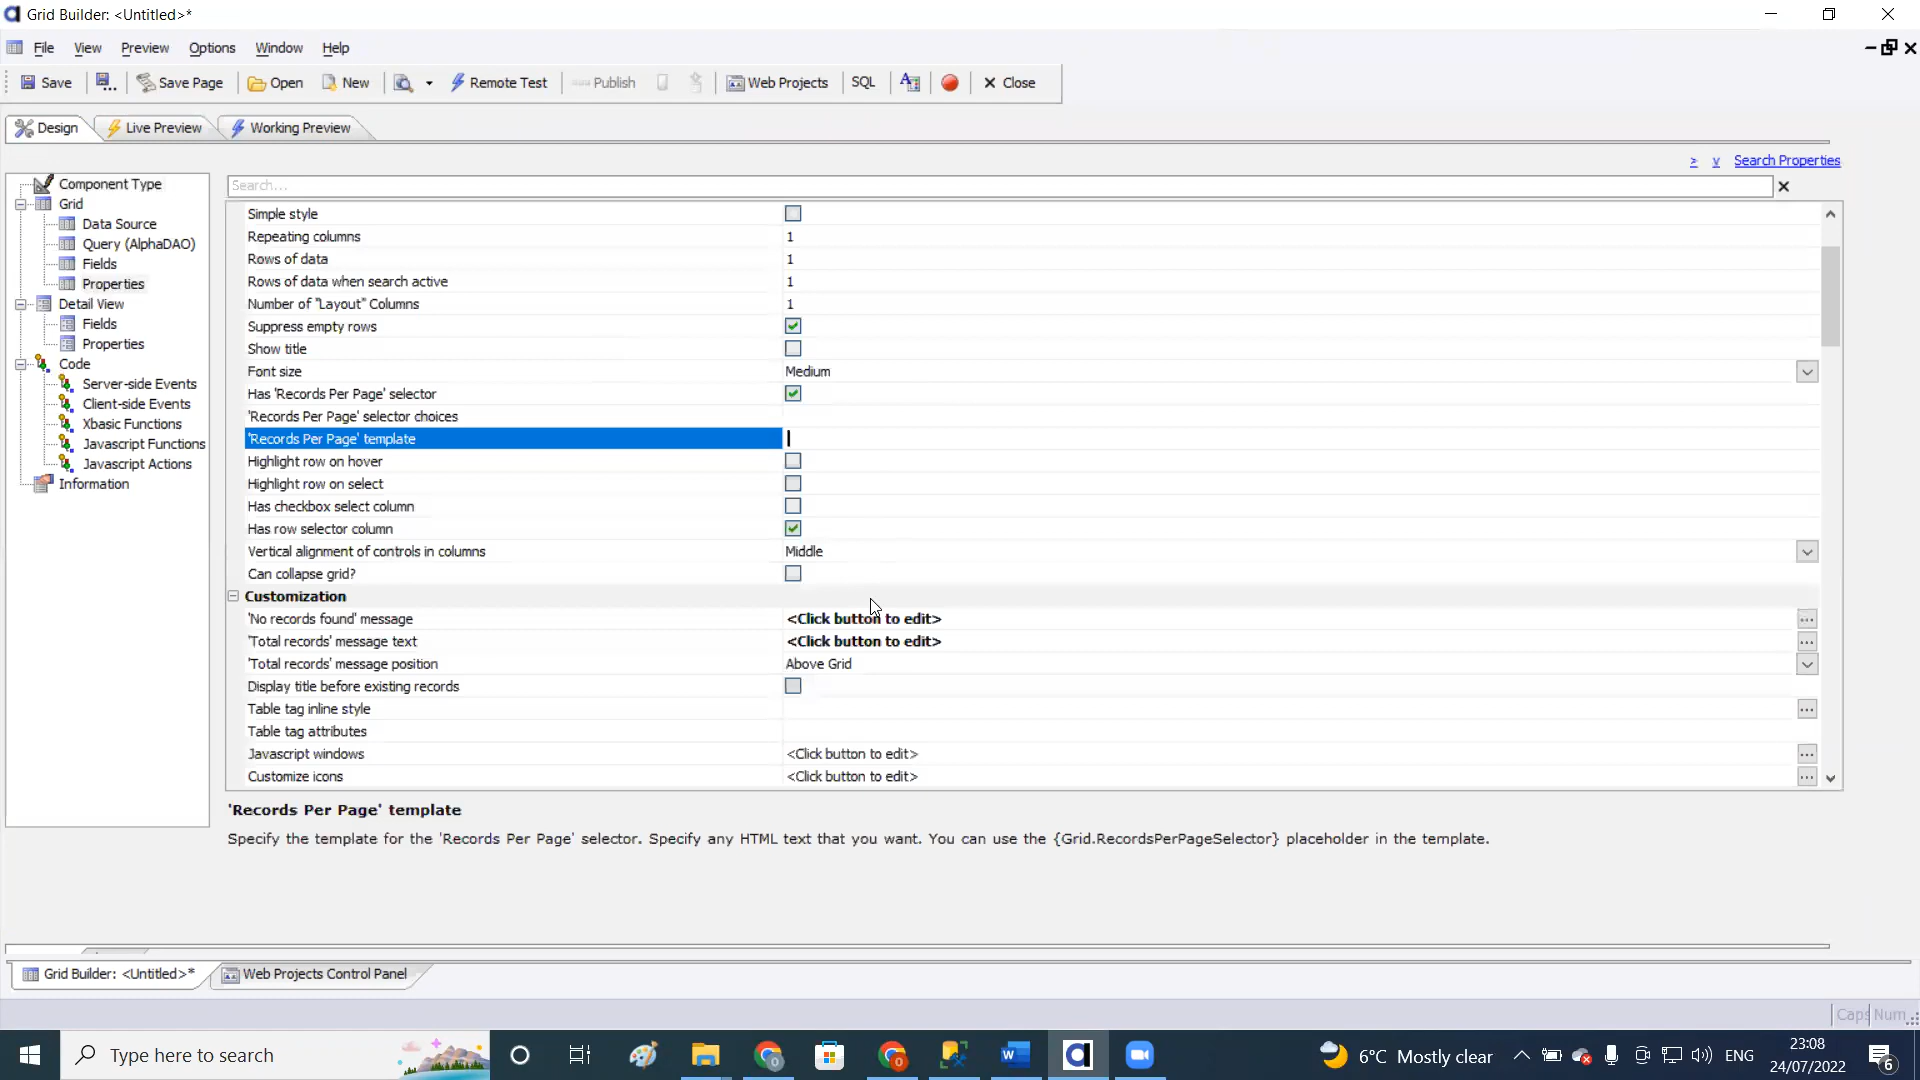 Grid Builder: <Untitled>*
File View Preview Options Window Help
Save Save Page Open New Remote Test Publish Web Projects SQL Close
Design Live Preview Working Preview
> v Search Properties
Search...
Component Type
Grid
Data Source
Query (AlphaDAO)
Fields
Properties
Detail View
Fields
Properties
Code
Server-side Events
Client-side Events
Xbasic Functions
Javascript Functions
Javascript Actions
Information
Simple style
Repeating columns 1
Rows of data 1
Rows of data when search active 1
Number of "Layout" Columns 1
Suppress empty rows
Show title
Font size Medium
Has 'Records Per Page' selector
'Records Per Page' selector choices
'Records Per Page' template
Highlight row on hover
Highlight row on select
Has checkbox select column
Has row selector column
Vertical alignment of controls in columns Middle
Can collapse grid?
Customization
'No records found' message <Click button to edit>
'Total records' message text <Click button to edit>
'Total records' message position Above Grid
Display title before existing records
Table tag inline style
Table tag attributes
Javascript windows <Click button to edit>
Customize icons <Click button to edit>
'Records Per Page' template
Specify the template for the 'Records Per Page' selector. Specify any HTML text that you want. You can use the {Grid.RecordsPerPageSelector} placeholder in the template.
Grid Builder: <Untitled>* Web Projects Control Panel
Caps Num
Type here to search
6°C Mostly clear
ENG
23:08
24/07/2022
6